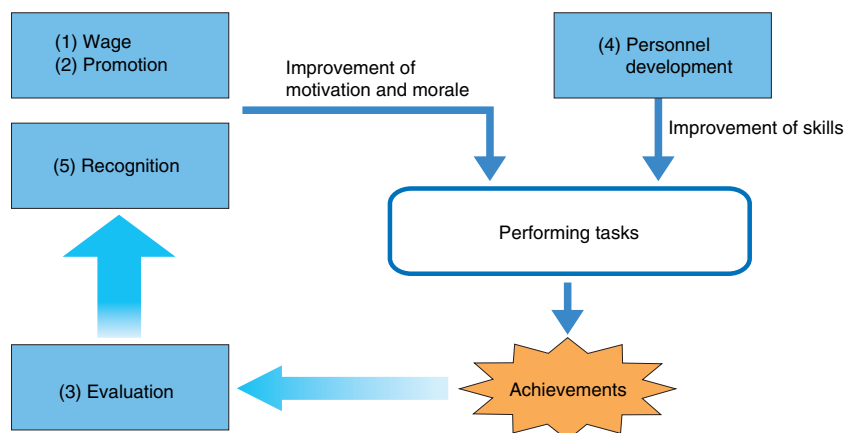 (1) Wage
(2) Promotion
Improvement of
motivation and morale
(4) Personnel
development
Improvement of skills
(5) Recognition
Performing tasks
(3) Evaluation
Achievements